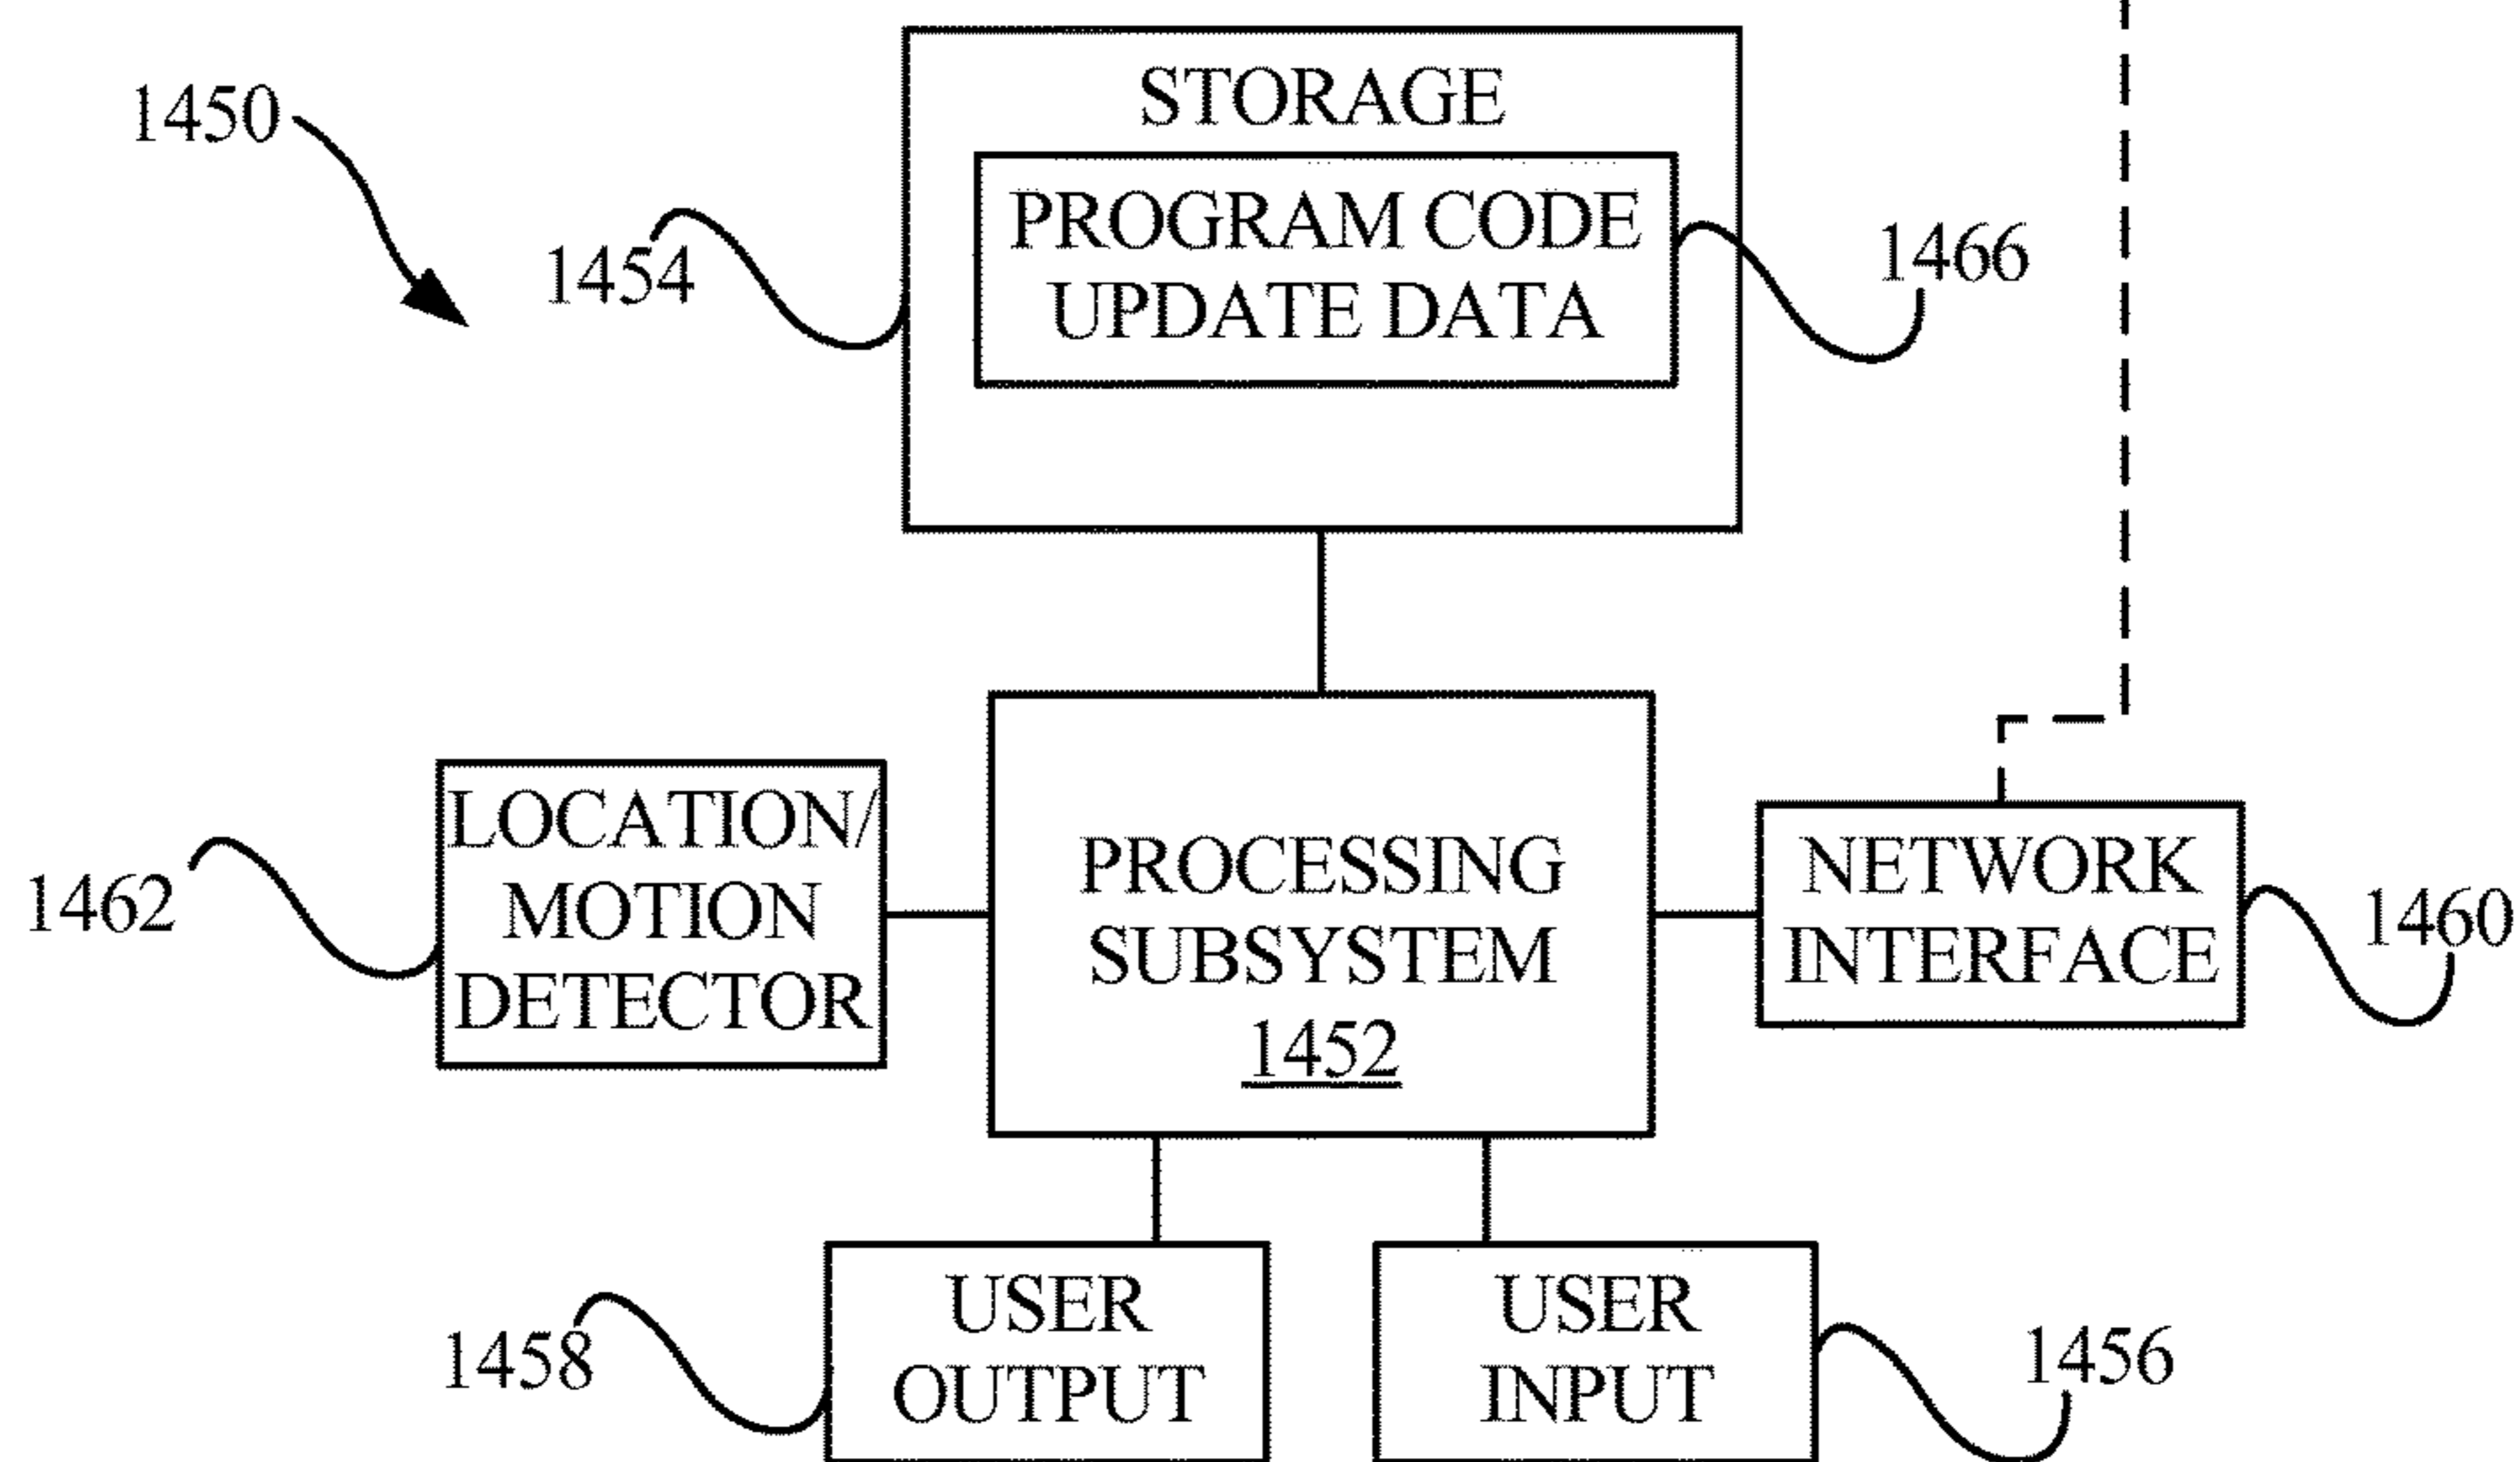 STORAGE
1450
PROGRAM CODE
UPDATE DATA
1454
1466
LOCATION/
MOTION
DETECTOR
1462
PROCESSING
SUBSYSTEM
1452
NETWORK
INTERFACE
1460
USER
OUTPUT
1458
USER
INPUT
1456